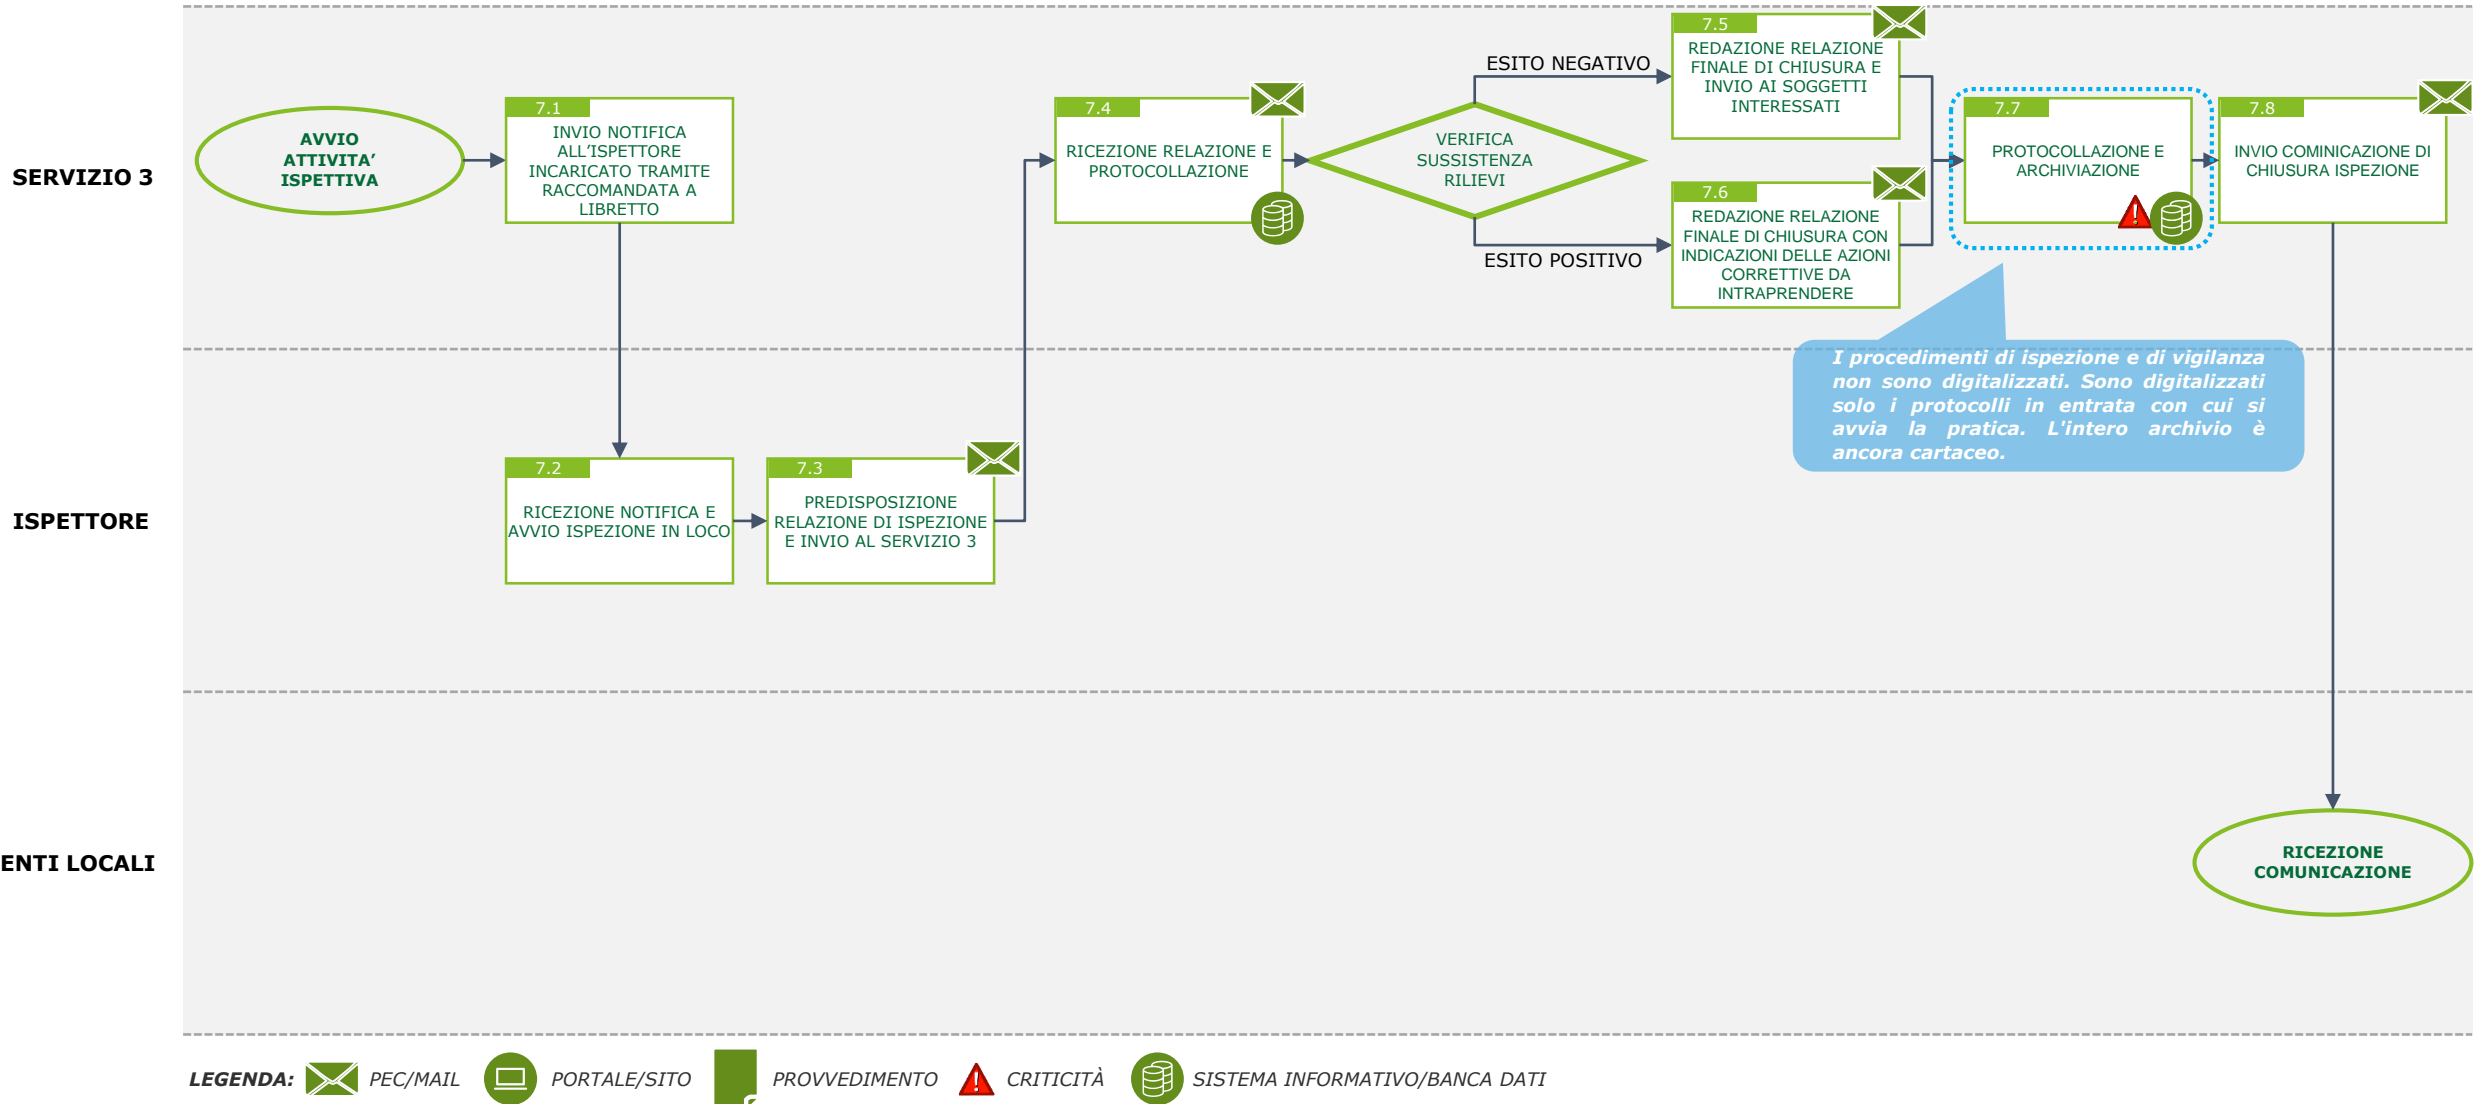 SERVIZIO 3
AVVIO
ATTIVITA’
ISPETTIVA
7.1
INVIO NOTIFICA
ALL’ISPETTORE
INCARICATO TRAMITE
RACCOMANDATA A
LIBRETTO
7.4
RICEZIONE RELAZIONE E
PROTOCOLLAZIONE
VERIFICA
SUSSISTENZA
RILIEVI
ESITO NEGATIVO
7.5
REDAZIONE RELAZIONE
FINALE DI CHIUSURA E
INVIO AI SOGGETTI
INTERESSATI
ESITO POSITIVO
7.6
REDAZIONE RELAZIONE
FINALE DI CHIUSURA CON
INDICAZIONI DELLE AZIONI
CORRETTIVE DA
INTRAPRENDERE
7.7
PROTOCOLLAZIONE E
ARCHIVIAZIONE
7.8
INVIO COMINICAZIONE DI
CHIUSURA ISPEZIONE
I procedimenti di ispezione e di vigilanza
non sono digitalizzati. Sono digitalizzati
solo i protocolli in entrata con cui si
avvia la pratica. L'intero archivio è
ancora cartaceo.
ISPETTORE
7.2
RICEZIONE NOTIFICA E
AVVIO ISPEZIONE IN LOCO
7.3
PREDISPOSIZIONE
RELAZIONE DI ISPEZIONE
E INVIO AL SERVIZIO 3
ENTI LOCALI
RICEZIONE
COMUNICAZIONE
LEGENDA: PEC/MAIL PORTALE/SITO PROVVEDIMENTO CRITICITÀ SISTEMA INFORMATIVO/BANCA DATI